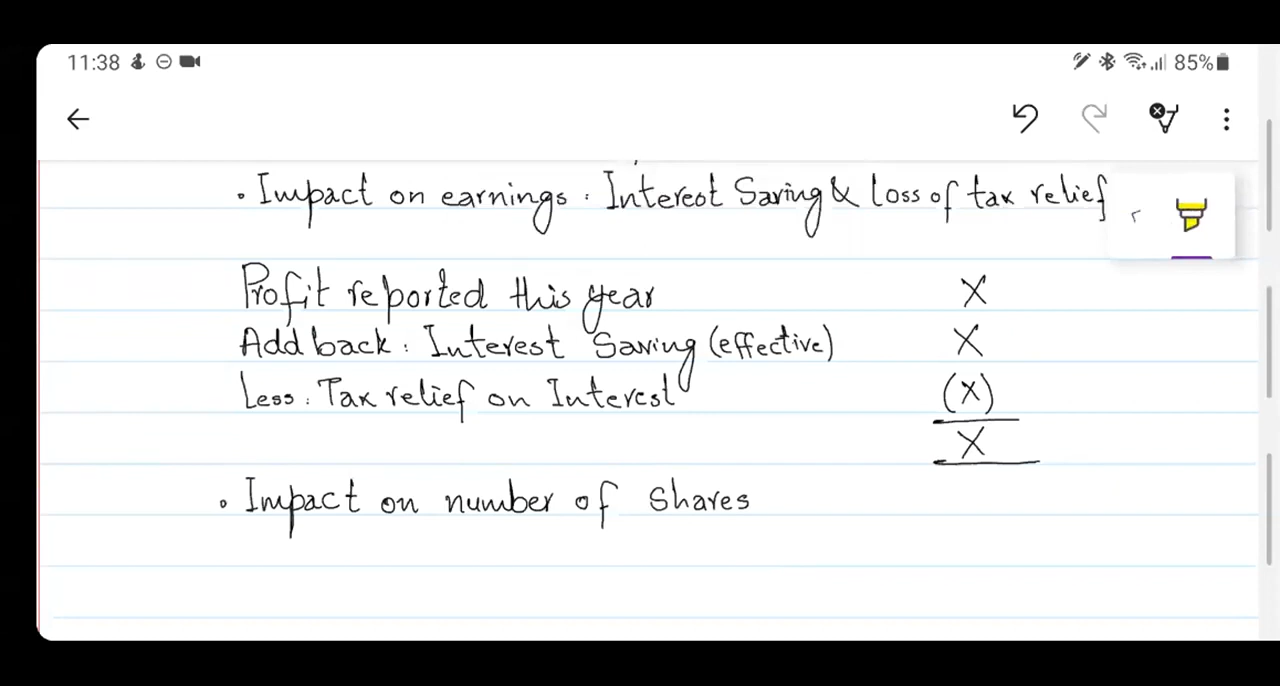 11:38 85%
• Impact on earnings : Interest Saving & Loss of tax relief
Profit reported this year X
Add back : Interest Saving (effective) X
Less : Tax relief on Interest (X)
X
• Impact on number of shares